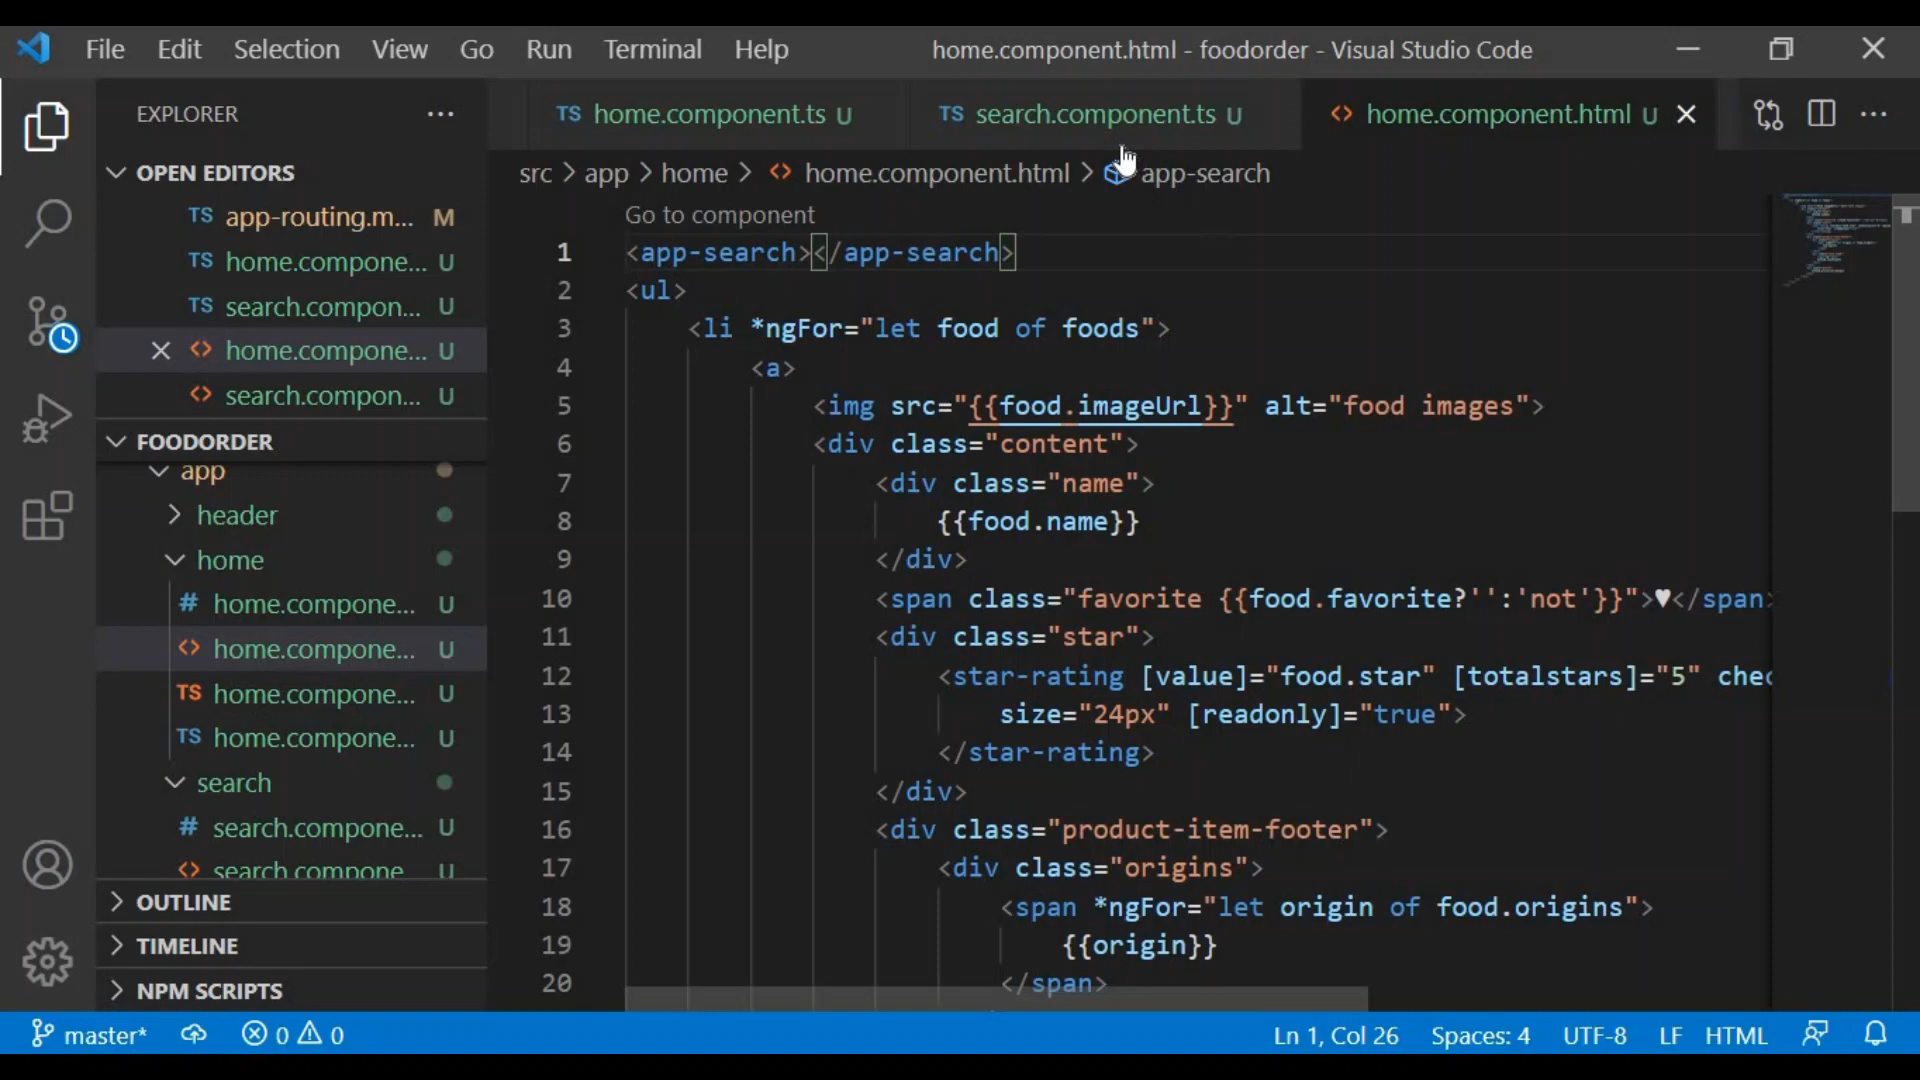 File Edit Selection View Go Run Terminal Help home.component.html - foodorder - Visual Studio Code
EXPLORER ···
OPEN EDITORS
TS app-routing.m... M
TS home.compone... U
TS search.compon... U
<> home.compone... U
<> search.compon... U
FOODORDER
app
header
home
# home.compone... U
<> home.compone... U
TS home.compone... U
TS home.compone... U
search
# search.compone... U
<> search.compone U
OUTLINE
TIMELINE
NPM SCRIPTS
TS home.component.ts U TS search.component.ts U <> home.component.html U
src > app > home > <> home.component.html > app-search
Go to component
1 <app-search></app-search>
2 <ul>
3 <li *ngFor="let food of foods">
4 <a>
5 <img src="{{food.imageUrl}}" alt="food images">
6 <div class="content">
7 <div class="name">
8 {{food.name}}
9 </div>
10 <span class="favorite {{food.favorite?'':'not'}}">♥</span>
11 <div class="star">
12 <star-rating [value]="food.star" [totalstars]="5" chec
13 size="24px" [readonly]="true">
14 </star-rating>
15 </div>
16 <div class="product-item-footer">
17 <div class="origins">
18 <span *ngFor="let origin of food.origins">
19 {{origin}}
20 </span>
master* 0 0 Ln 1, Col 26 Spaces: 4 UTF-8 LF HTML